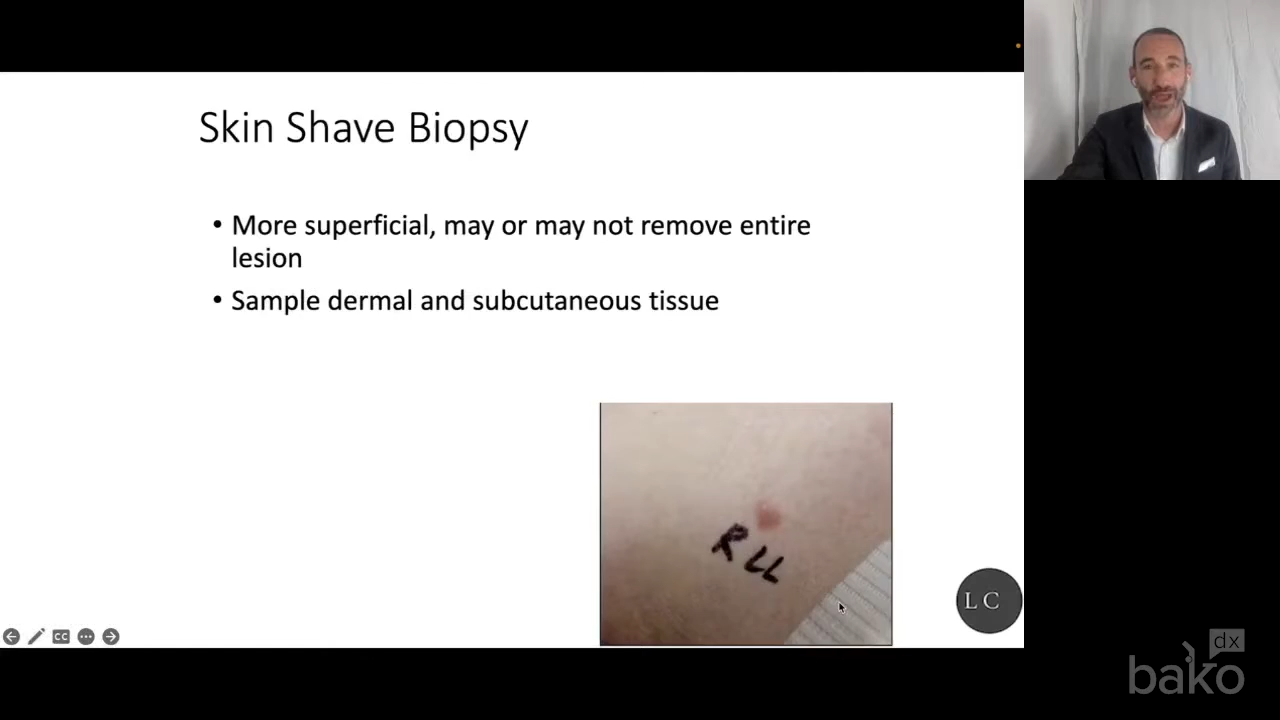 Skin Shave Biopsy
• More superficial, may or may not remove entire
lesion
• Sample dermal and subcutaneous tissue
R LL
L C
CC
dx
bako